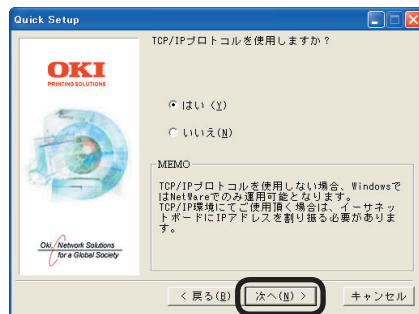 Quick Setup
TCP/IPプロトコルを使用しますか？
OKI
PRINTING SOLUTIONS
はい (Y)
いいえ(N)
MEMO
TCP/IPプロトコルを使用しない場合、Windowsで
はNetWareでのみ運用可能となります。
TCP/IP環境にてご使用頂く場合は、イーサネッ
トボードにIPアドレスを割り振る必要がありま
す。
Oki, Network Solutions
for a Global Society
< 戻る(B)
次へ(N) >
キャンセル